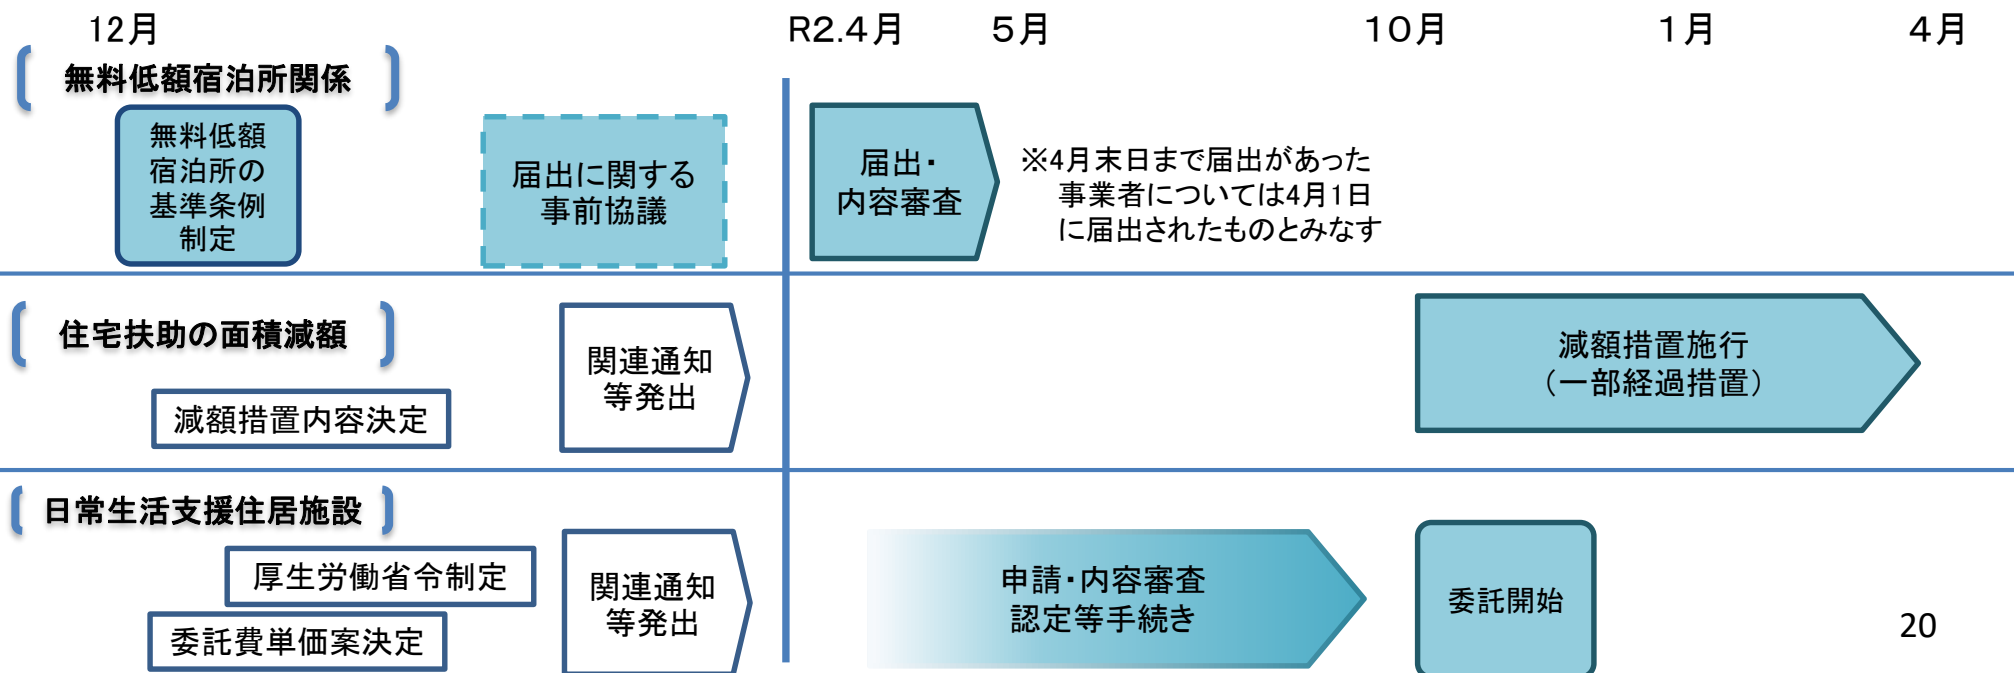 12月 R2.4月 5月 10月 1月 4月
無料低額宿泊所関係
無料低額
宿泊所の
基準条例
制定
届出に関する
事前協議
届出・
内容審査
※4月末日まで届出があった
事業者については4月1日
に届出されたものとみなす
住宅扶助の面積減額
減額措置内容決定
関連通知
等発出
減額措置施行
（一部経過措置）
日常生活支援住居施設
厚生労働省令制定
委託費単価案決定
関連通知
等発出
申請・内容審査
認定等手続き
委託開始
20